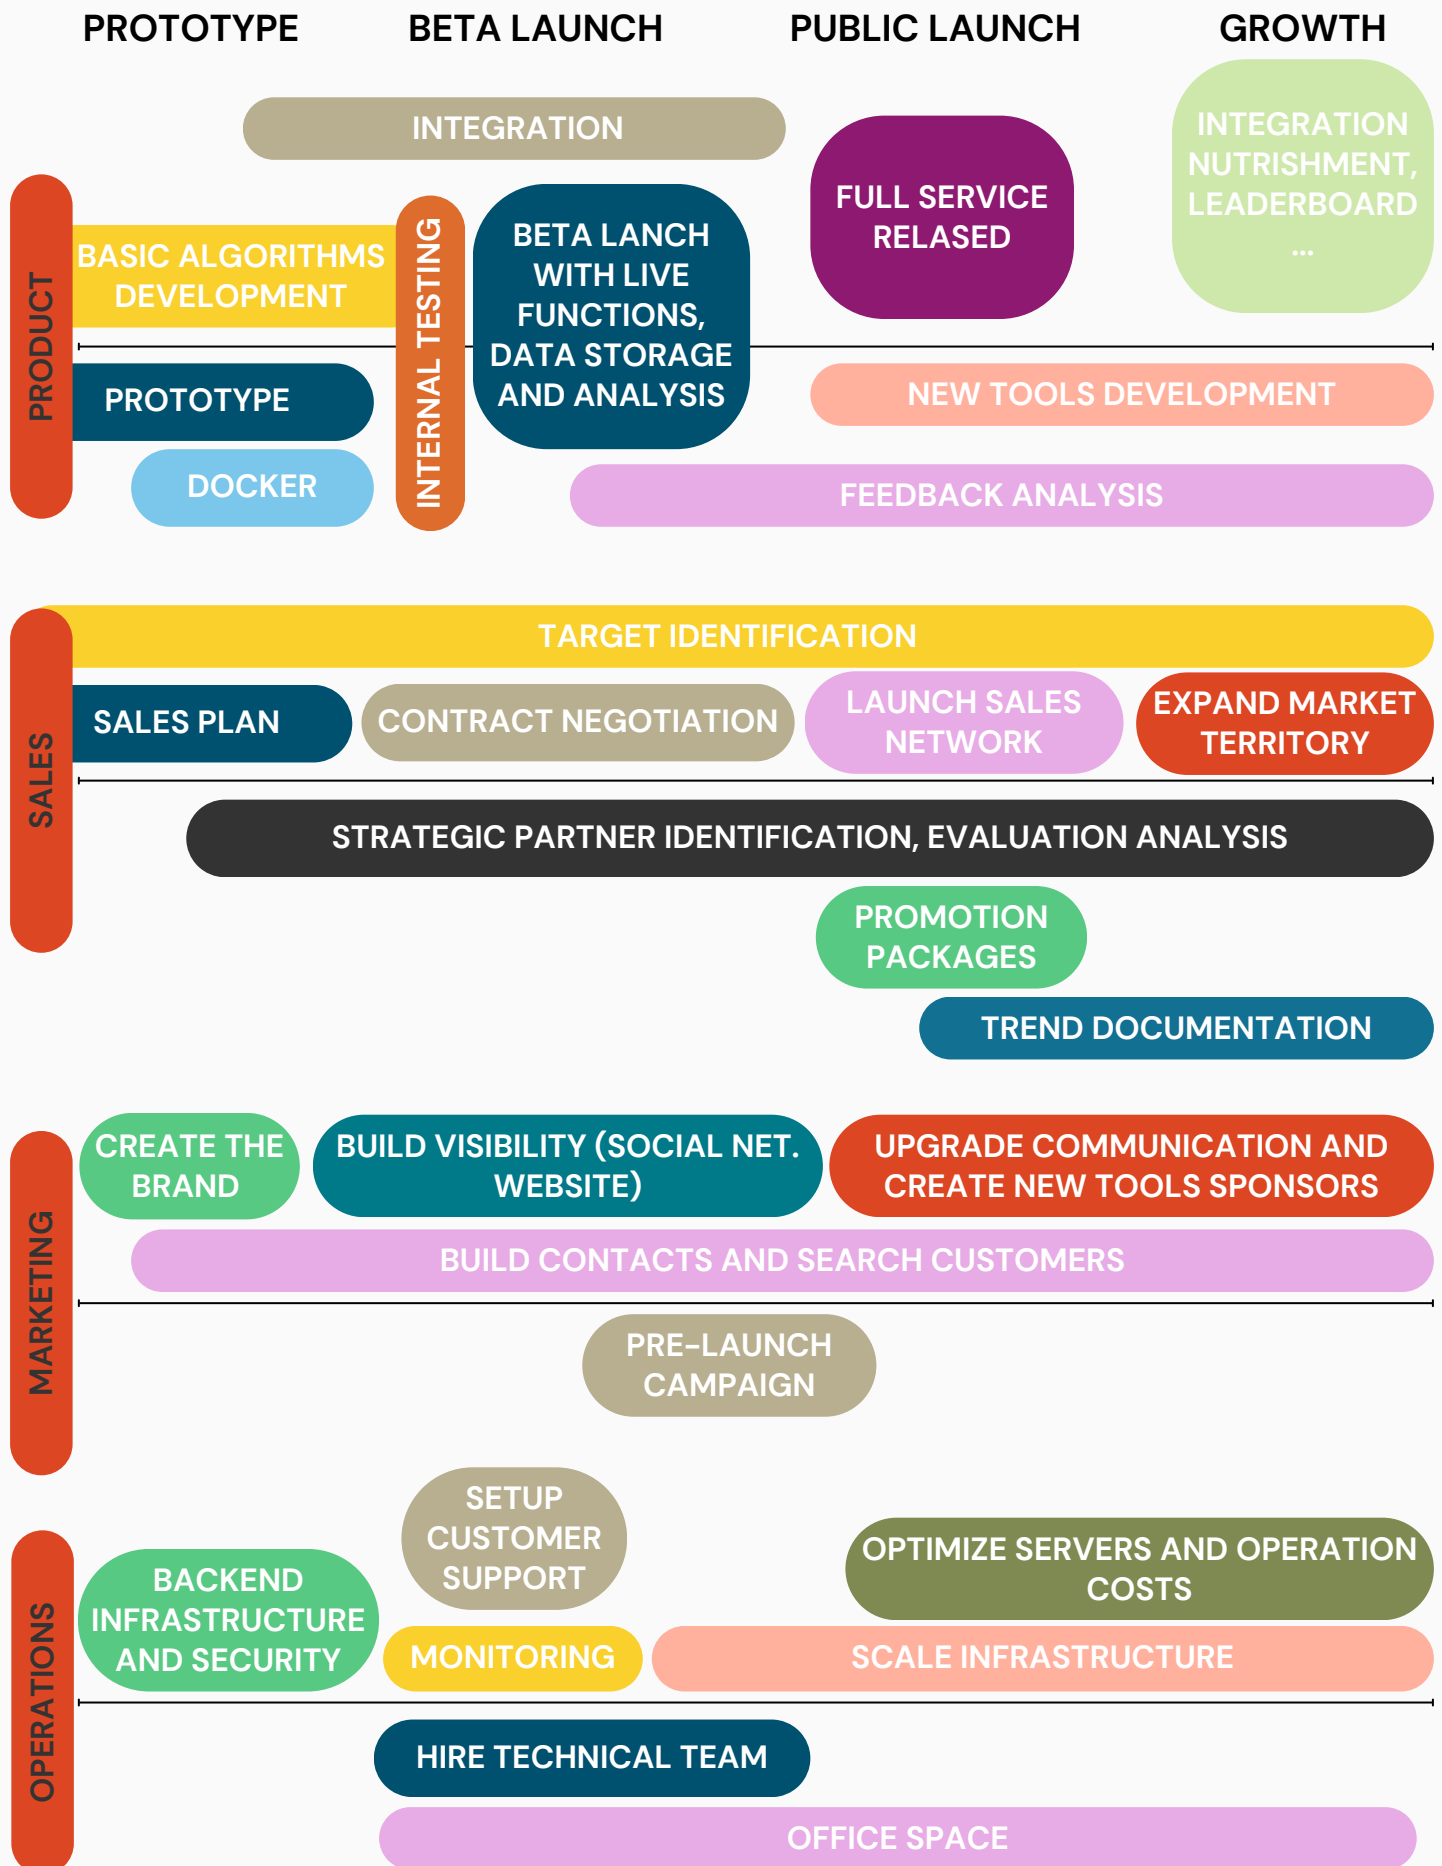 PROTOTYPE
BETA LAUNCH
PUBLIC LAUNCH
GROWTH
PRODUCT
INTEGRATION
FULL SERVICE
RELASED
INTEGRATION
NUTRISHMENT,
LEADERBOARD
...
BASIC ALGORITHMS
DEVELOPMENT
INTERNAL TESTING
BETA LANCH
WITH LIVE
FUNCTIONS,
DATA STORAGE
AND ANALYSIS
PROTOTYPE
NEW TOOLS DEVELOPMENT
DOCKER
FEEDBACK ANALYSIS
SALES
TARGET IDENTIFICATION
SALES PLAN
CONTRACT NEGOTIATION
LAUNCH SALES
NETWORK
EXPAND MARKET
TERRITORY
STRATEGIC PARTNER IDENTIFICATION, EVALUATION ANALYSIS
PROMOTION
PACKAGES
TREND DOCUMENTATION
MARKETING
CREATE THE
BRAND
BUILD VISIBILITY (SOCIAL NET.
WEBSITE)
UPGRADE COMMUNICATION AND
CREATE NEW TOOLS SPONSORS
BUILD CONTACTS AND SEARCH CUSTOMERS
PRE-LAUNCH
CAMPAIGN
OPERATIONS
SETUP
CUSTOMER
SUPPORT
OPTIMIZE SERVERS AND OPERATION
COSTS
BACKEND
INFRASTRUCTURE
AND SECURITY
MONITORING
SCALE INFRASTRUCTURE
HIRE TECHNICAL TEAM
OFFICE SPACE